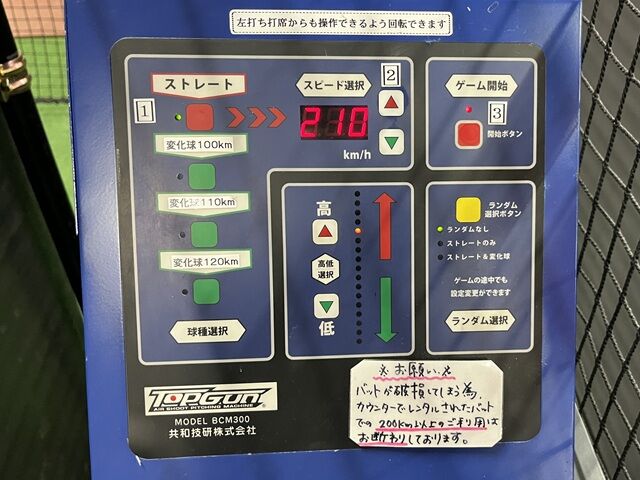 左打ち打席からも操作できるよう回転できます
ストレート
1
変化球100km
変化球110km
変化球120km
球種選択
スピード選択
2
210
km/h
ゲーム開始
3
開始ボタン
高
高低
選択
低
ランダム
選択ボタン
ランダムなし
ストレートのみ
ストレート&変化球
ゲームの途中でも
設定変更ができます
ランダム選択
TOPGUN
AIR SHOOT PITCHING MACHINE
MODEL BCM300
共和技研株式会社
※お願い※
バットが破損してしまう為、
カウンターでレンタルされたバット
での200km以上のご利用は
お断わりしております。